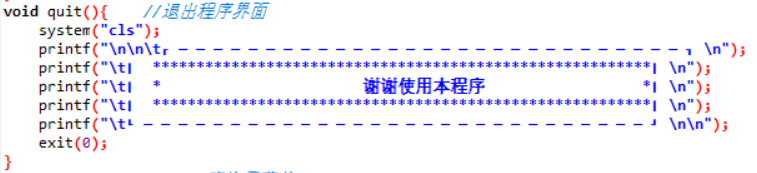 void quit(){    //退出程序界面
    system("cls");
    printf("\n\n\t┏ ━ ━ ━ ━ ━ ━ ━ ━ ━ ━ ━ ━ ━ ━ ━ ━ ━ ━ ━ ━ ━ ━ ━ ━ ━ ━ ━ ━ ━ ┓ \n");
    printf("\t┃  *********************************************************┃ \n");
    printf("\t┃  *                       谢谢使用本程序                  *┃ \n");
    printf("\t┃  *********************************************************┃ \n");
    printf("\t┗ ━ ━ ━ ━ ━ ━ ━ ━ ━ ━ ━ ━ ━ ━ ━ ━ ━ ━ ━ ━ ━ ━ ━ ━ ━ ━ ━ ━ ━ ┛ \n\n");
    exit(0);
}